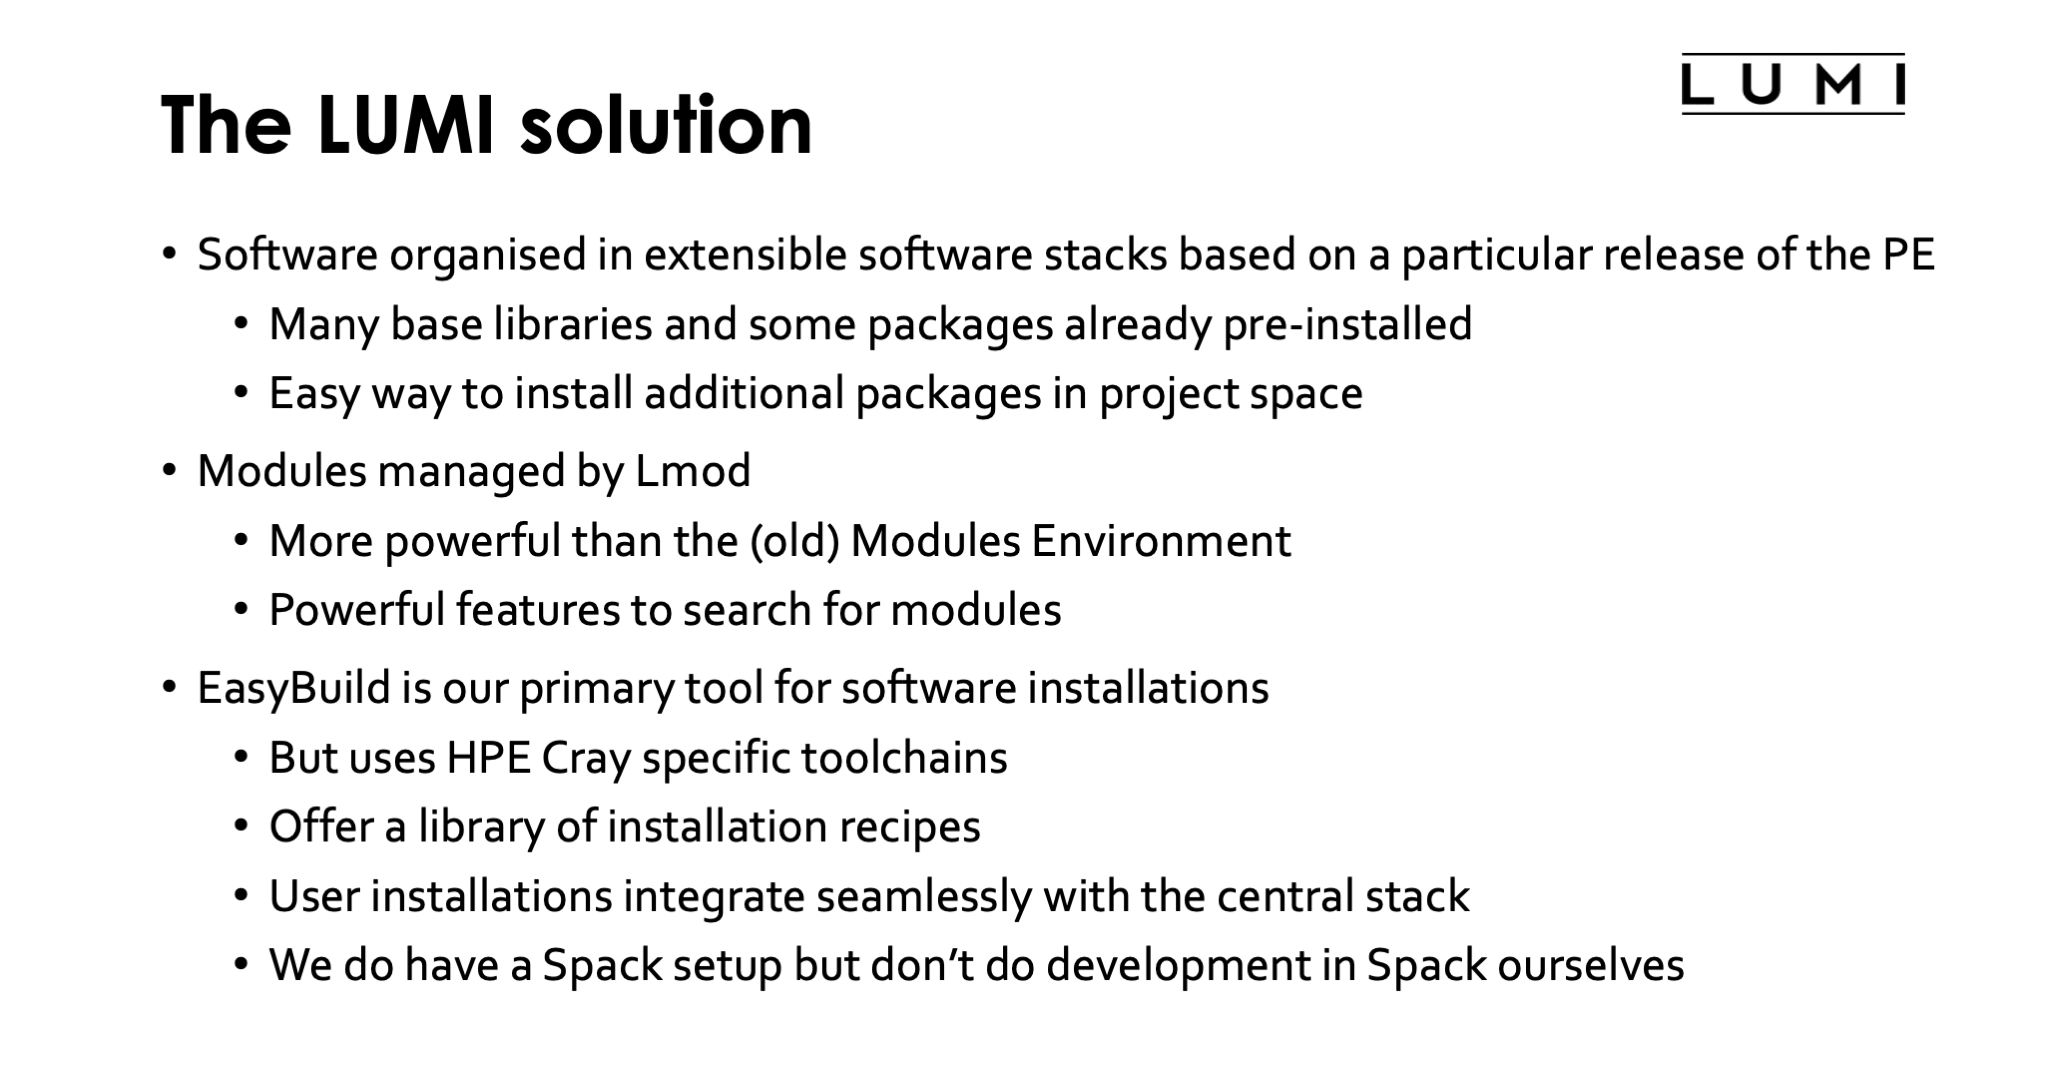 LUMI
The LUMI solution
• Software organised in extensible software stacks based on a particular release of the PE
• Many base libraries and some packages already pre-installed
• Easy way to install additional packages in project space
• Modules managed by Lmod
• More powerful than the (old) Modules Environment
• Powerful features to search for modules
• EasyBuild is our primary tool for software installations
• But uses HPE Cray specific toolchains
• Offer a library of installation recipes
• User installations integrate seamlessly with the central stack
• We do have a Spack setup but don’t do development in Spack ourselves